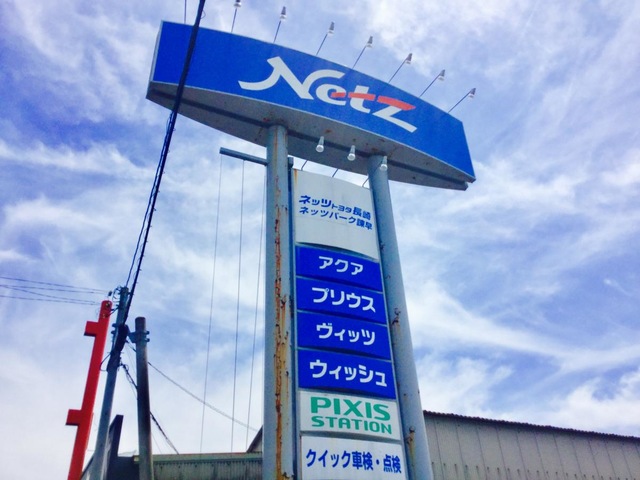 Netz
ネッツトヨタ長崎
ネッツパーク諫早
アクア
プリウス
ヴィッツ
ウィッシュ
PIXIS
STATION
クイック車検・点検